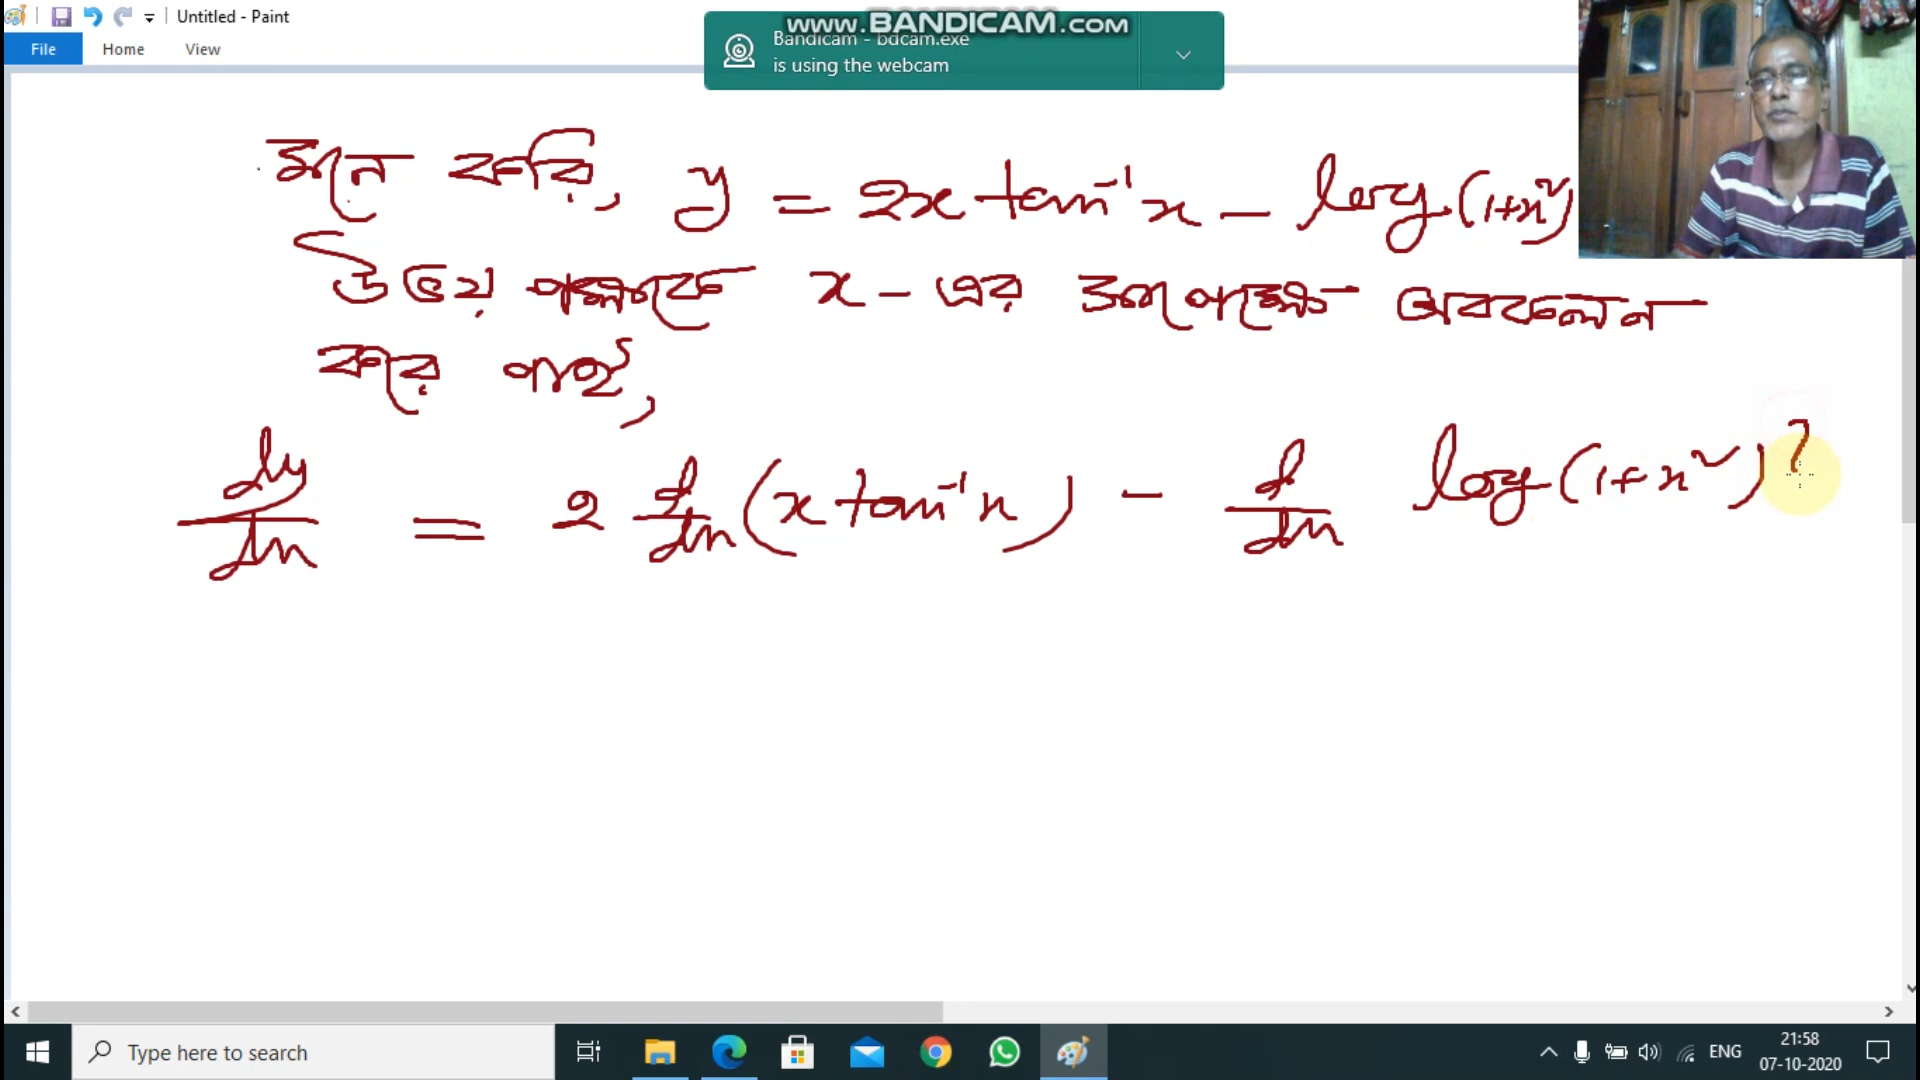 Untitled - Paint
File Home View
www.BANDICAM.com
Bandicam - bdcam.exe
is using the webcam
মনে করি, y = 2x tan⁻¹x − log(1+x²)
উভয় পক্ষকে x - এর সাপেক্ষে অবকলন
করে পাই,
dy/dx = 2 d/dx (x tan⁻¹x) − d/dx log(1+x²)
Type here to search
ENG
21:58
07-10-2020